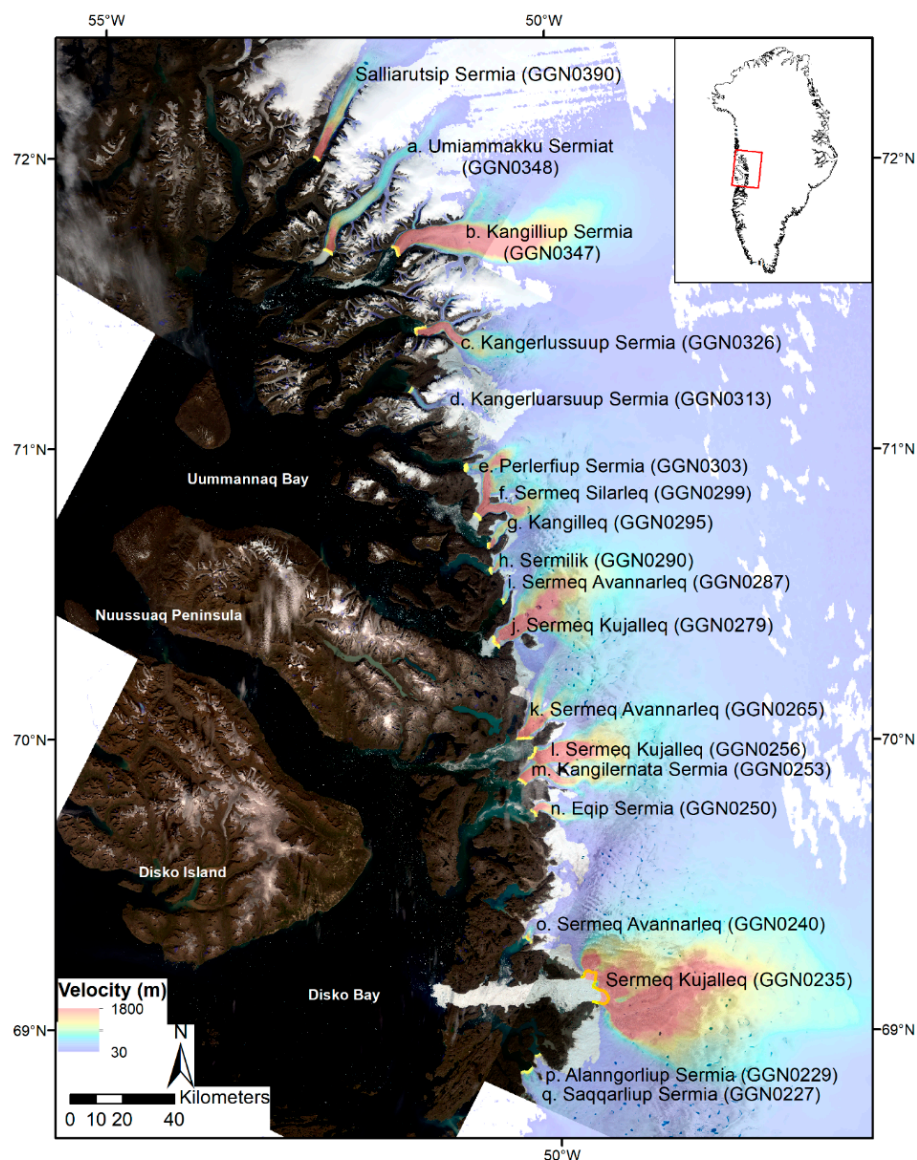 55°W
50°W
Salliarutsip Sermia (GGN0390)
72°N
a. Umiammakku Sermiat
(GGN0348)
72°N
b. Kangilliup Sermia
(GGN0347)
c. Kangerlussuup Sermia (GGN0326)
d. Kangerluarsuup Sermia (GGN0313)
71°N
71°N
e. Perlerfiup Sermia (GGN0303)
Uummannaq Bay
f. Sermeq Silarleq (GGN0299)
g. Kangilleq (GGN0295)
h. Sermilik (GGN0290)
i. Sermeq Avannarleq (GGN0287)
Nuussuaq Peninsula
j. Sermeq Kujalleq (GGN0279)
k. Sermeq Avannarleq (GGN0265)
70°N
70°N
l. Sermeq Kujalleq (GGN0256)
m. Kangilernata Sermia (GGN0253)
n. Eqip Sermia (GGN0250)
Disko Island
o. Sermeq Avannarleq (GGN0240)
Sermeq Kujalleq (GGN0235)
Disko Bay
Velocity (m)
1800
30
N
69°N
69°N
p. Alanngorliup Sermia (GGN0229)
q. Saqqarliup Sermia (GGN0227)
Kilometers
0 10 20 40
50°W